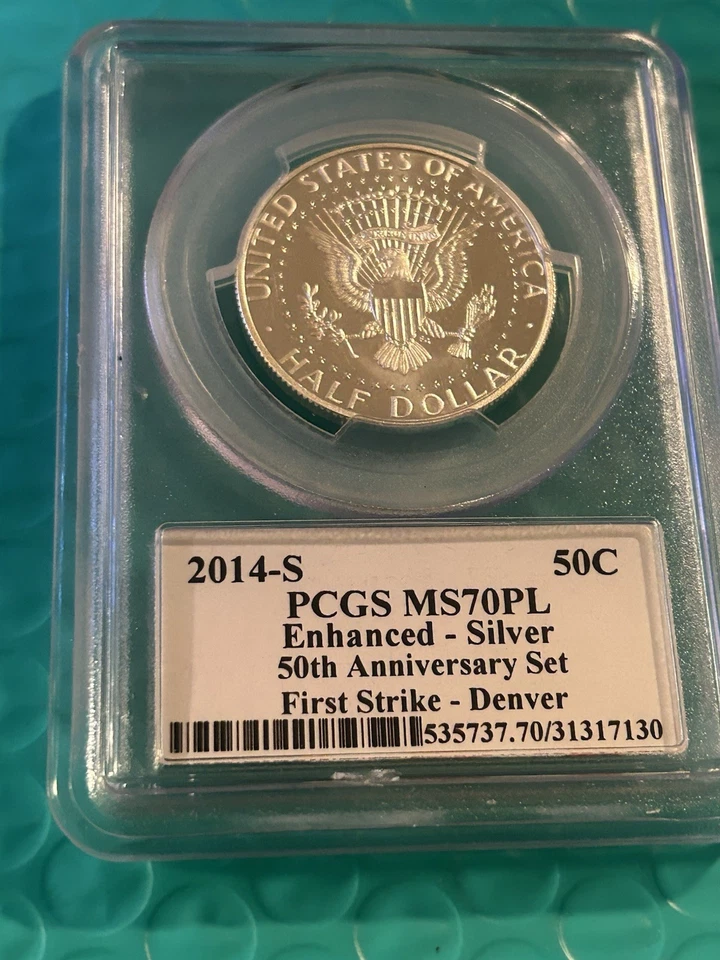 UNITED STATES OF AMERICA
HALF DOLLAR
2014-S 50C
PCGS MS70PL
Enhanced - Silver
50th Anniversary Set
First Strike - Denver
535737.70/31317130